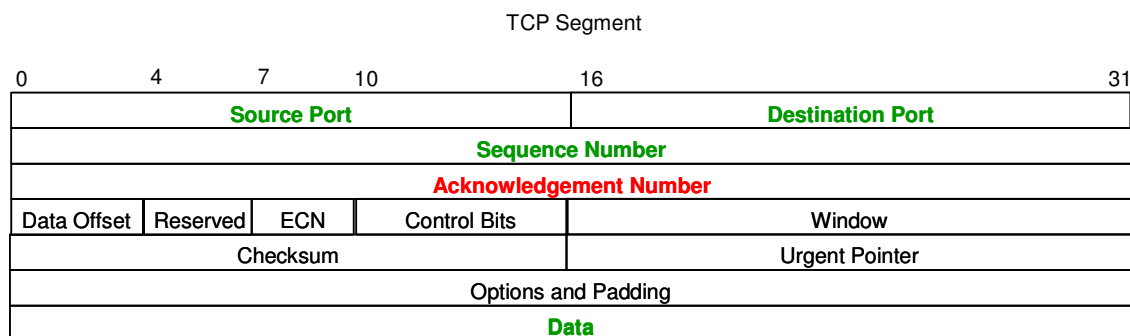 TCP Segment
0 4 7 10 16 31
Source Port Destination Port
Sequence Number
Acknowledgement Number
Data Offset Reserved ECN Control Bits Window
Checksum Urgent Pointer
Options and Padding
Data